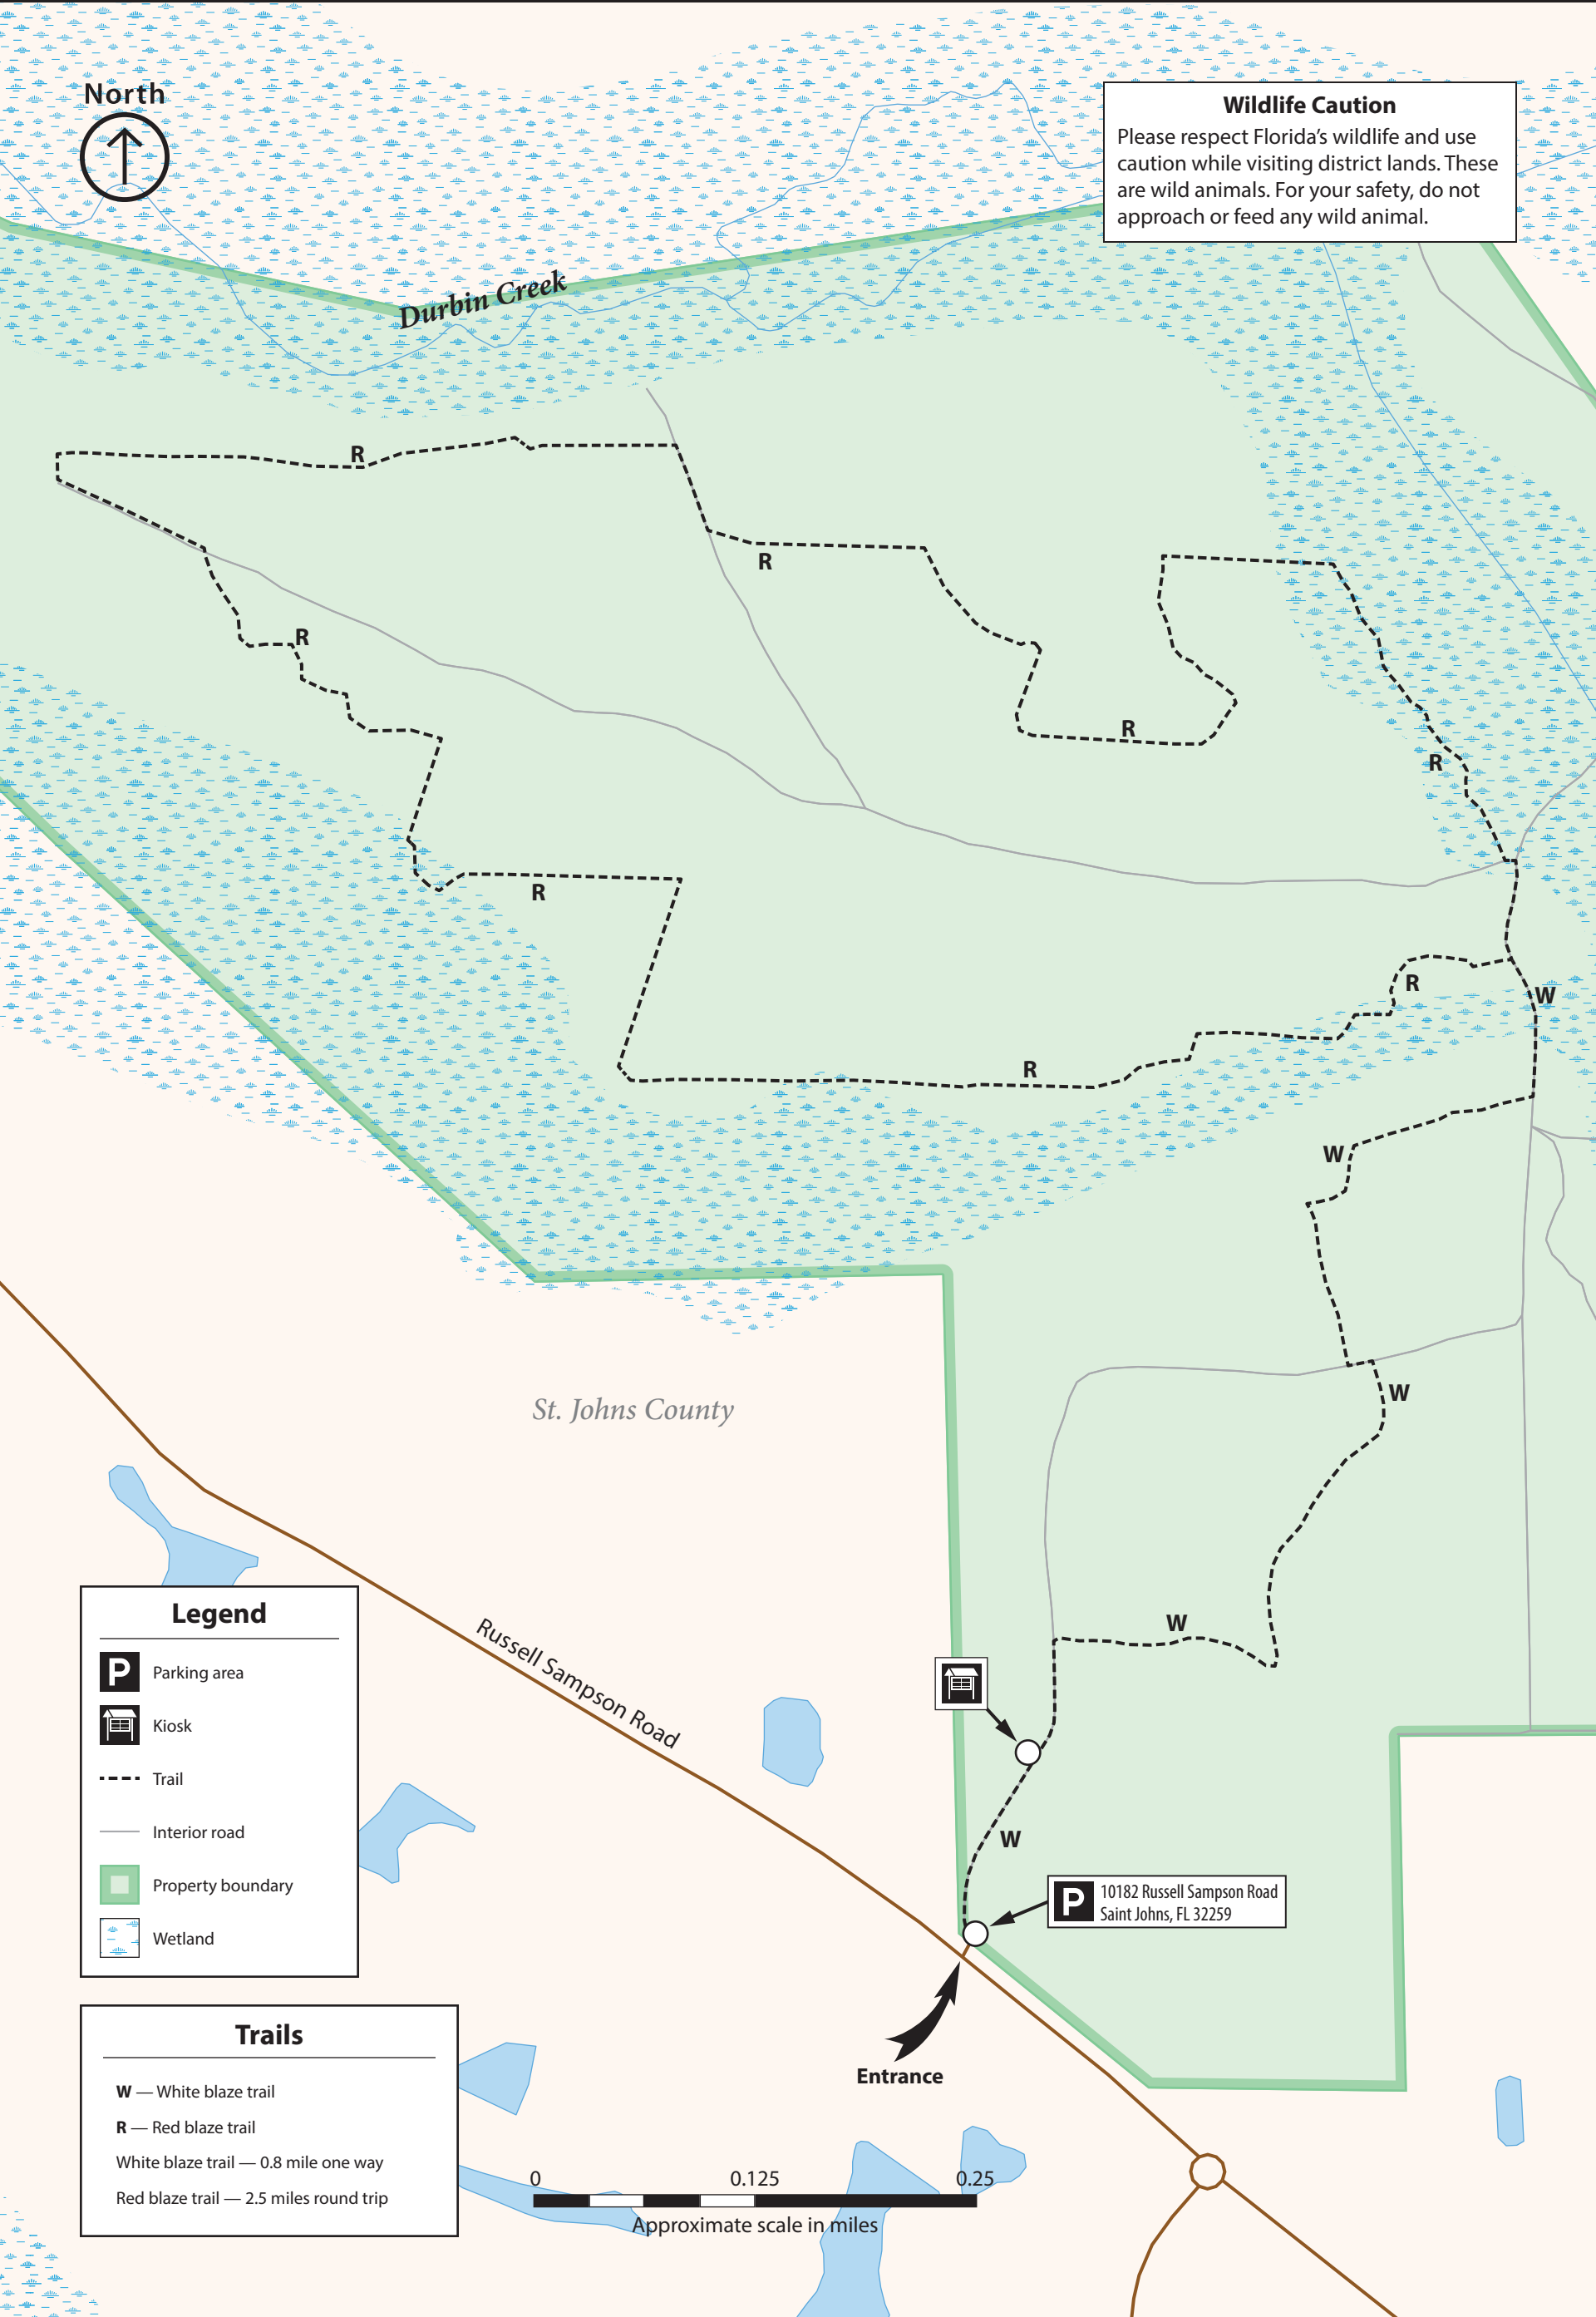 North
Wildlife Caution
Please respect Florida’s wildlife and use
caution while visiting district lands. These
are wild animals. For your safety, do not
approach or feed any wild animal.
Durbin Creek
R
R
R
R
R
R
R
W
R
W
St. Johns County
W
Russell Sampson Road
W
W
10182 Russell Sampson Road
Saint Johns, FL 32259
P
Entrance
Legend
P
Parking area
Kiosk
Trail
Interior road
Property boundary
Wetland
Trails
W — White blaze trail
R — Red blaze trail
White blaze trail — 0.8 mile one way
Red blaze trail — 2.5 miles round trip
0 0.125 0.25
Approximate scale in miles